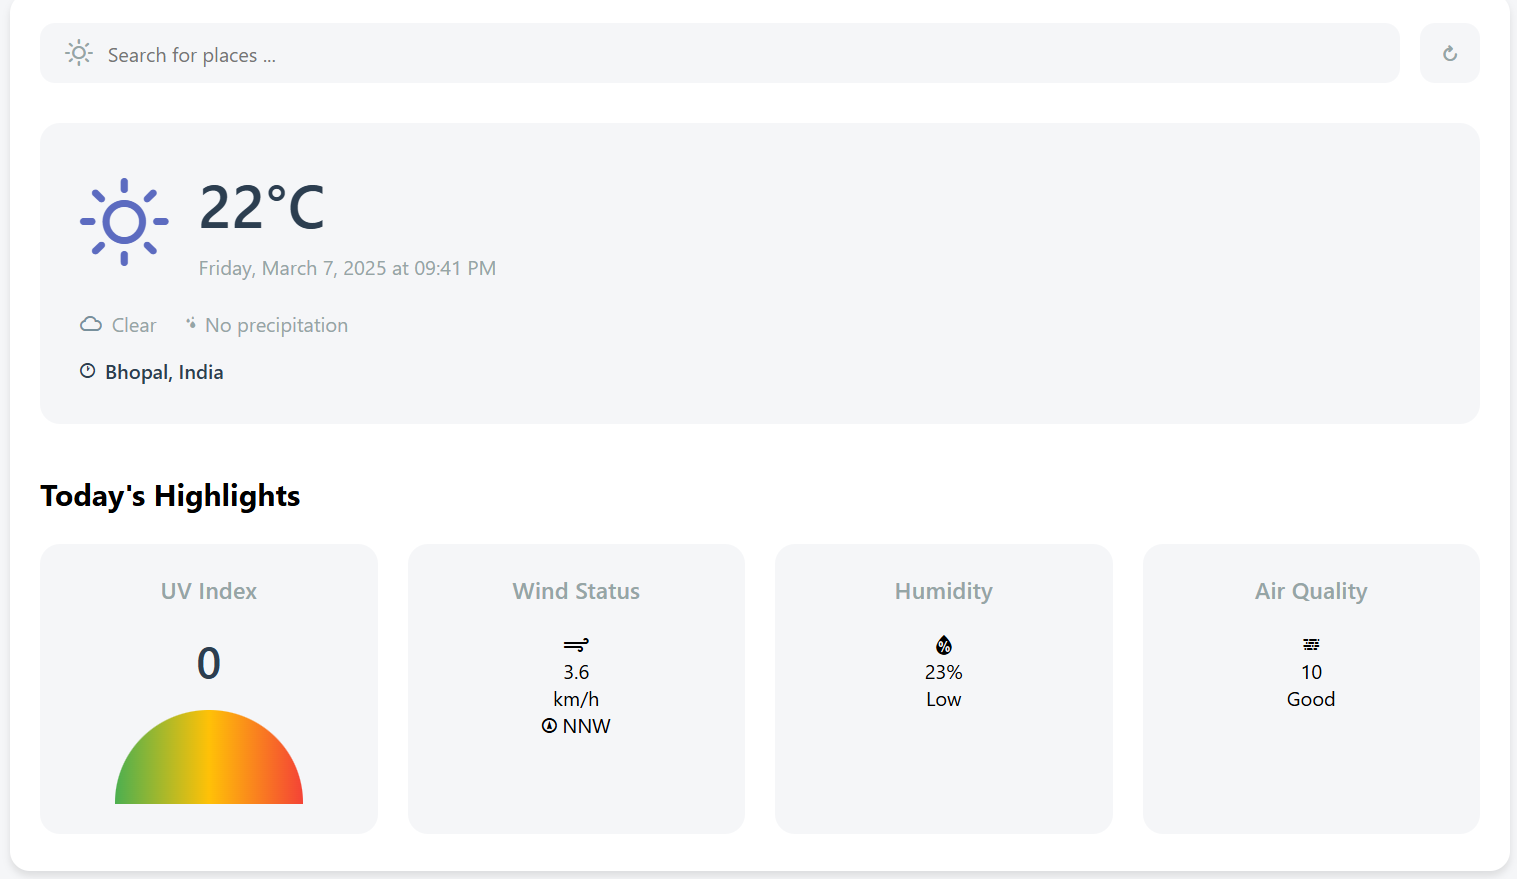 Search for places ...
22°C
Friday, March 7, 2025 at 09:41 PM
Clear No precipitation
Bhopal, India
Today's Highlights
UV Index
0
Wind Status
3.6
km/h
NNW
Humidity
%
23%
Low
Air Quality
10
Good